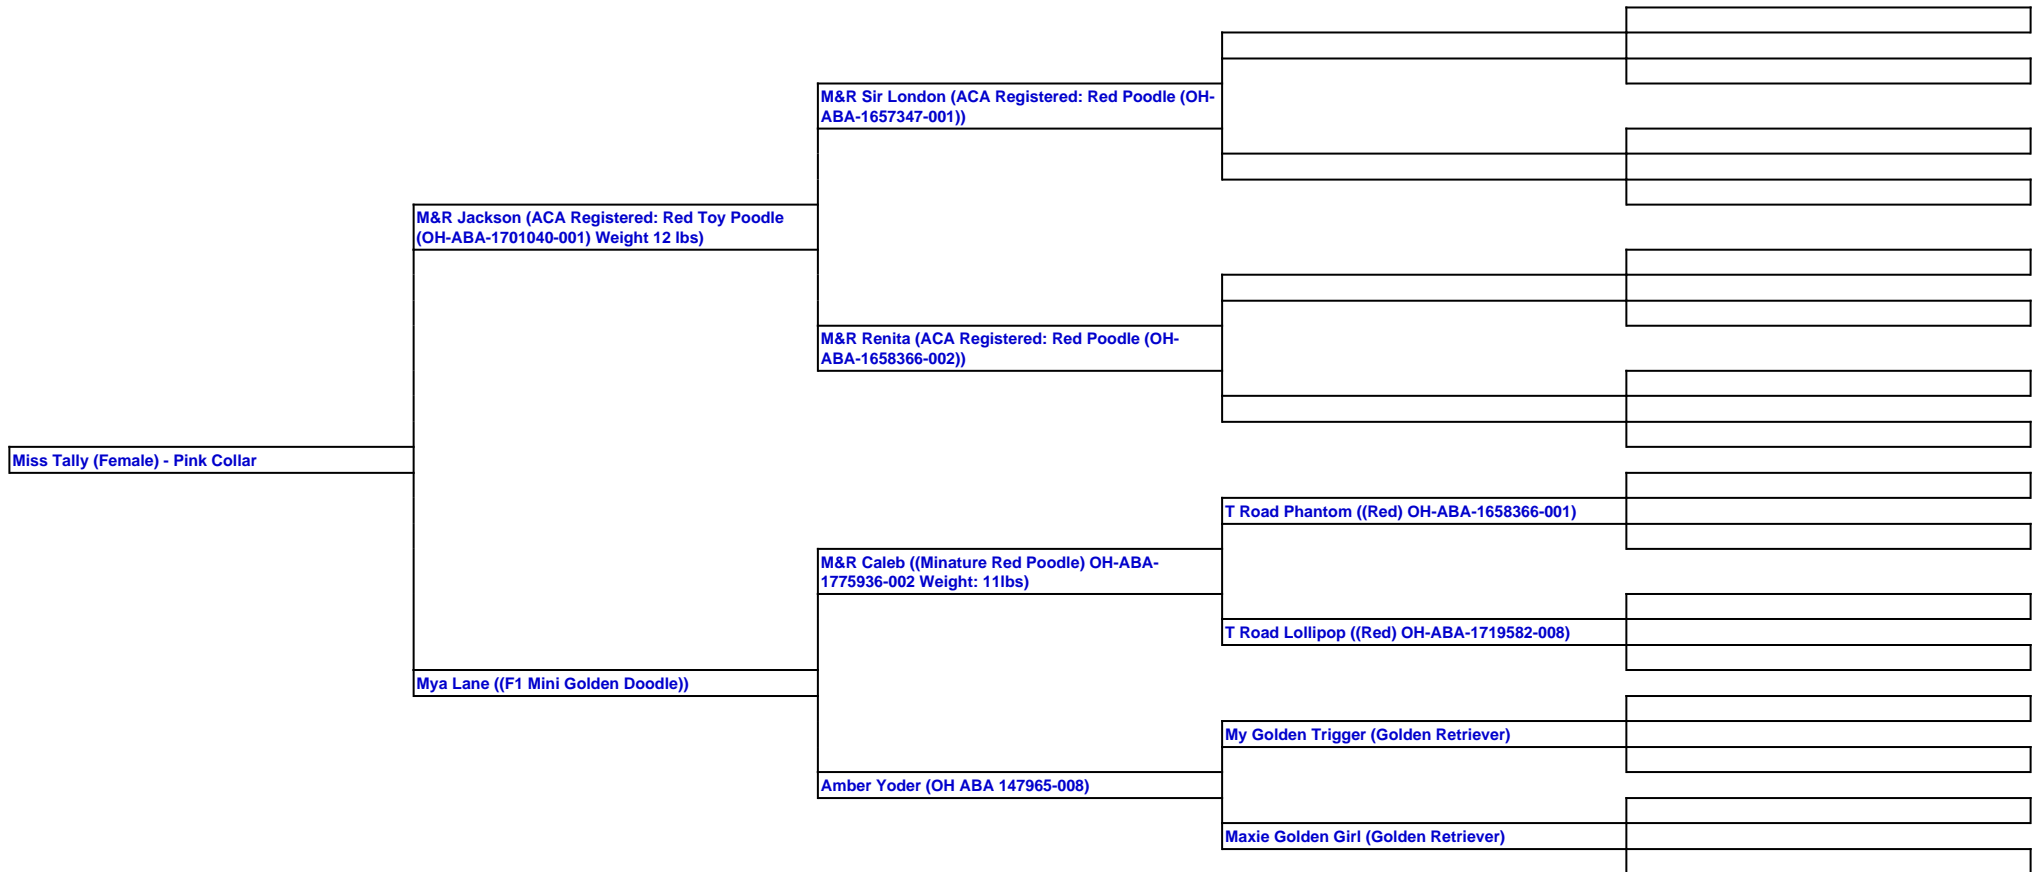 M&R Sir London (ACA Registered: Red Poodle (OH-
ABA-1657347-001))
M&R Jackson (ACA Registered: Red Toy Poodle
(OH-ABA-1701040-001) Weight 12 lbs)
M&R Renita (ACA Registered: Red Poodle (OH-
ABA-1658366-002))
Miss Tally (Female) - Pink Collar
T Road Phantom ((Red) OH-ABA-1658366-001)
M&R Caleb ((Minature Red Poodle) OH-ABA-
1775936-002 Weight: 11lbs)
T Road Lollipop ((Red) OH-ABA-1719582-008)
Mya Lane ((F1 Mini Golden Doodle))
My Golden Trigger (Golden Retriever)
Amber Yoder (OH ABA 147965-008)
Maxie Golden Girl (Golden Retriever)